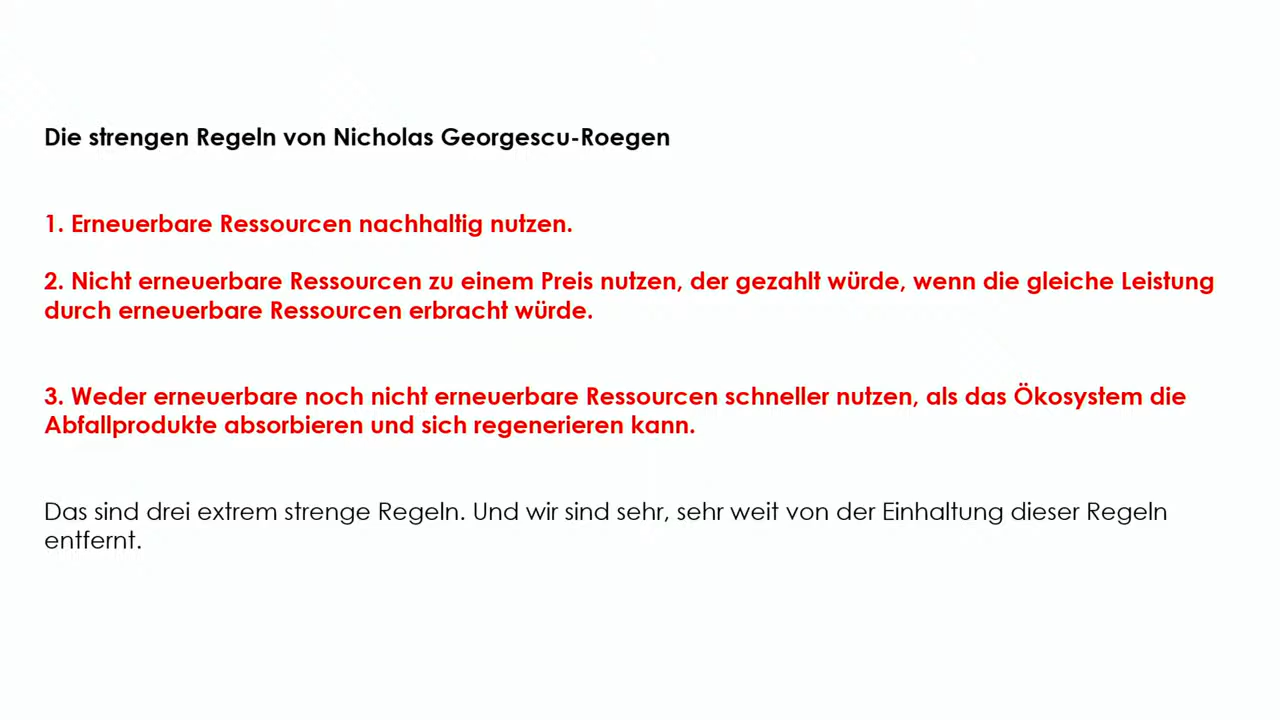 Die strengen Regeln von Nicholas Georgescu-Roegen
1. Erneuerbare Ressourcen nachhaltig nutzen.
2. Nicht erneuerbare Ressourcen zu einem Preis nutzen, der gezahlt würde, wenn die gleiche Leistung
durch erneuerbare Ressourcen erbracht würde.
3. Weder erneuerbare noch nicht erneuerbare Ressourcen schneller nutzen, als das Ökosystem die
Abfallprodukte absorbieren und sich regenerieren kann.
Das sind drei extrem strenge Regeln. Und wir sind sehr, sehr weit von der Einhaltung dieser Regeln
entfernt.